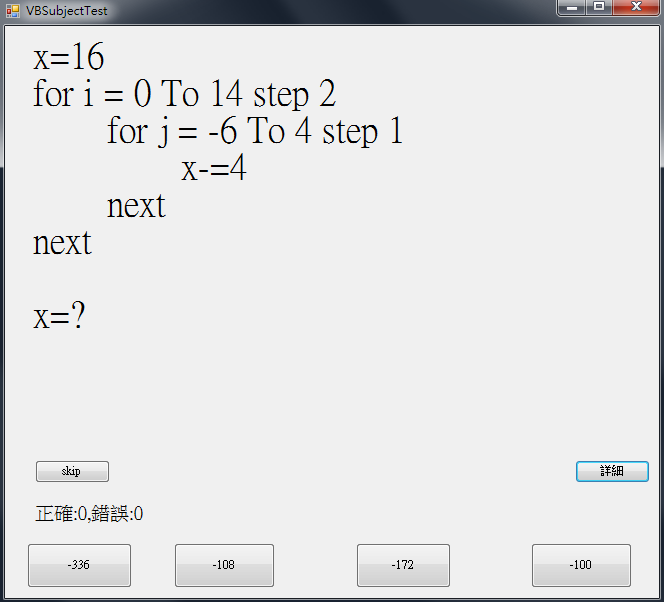 VBSubjectTest
x=16
for i = 0 To 14 step 2
for j = -6 To 4 step 1
x-=4
next
next
x=?
skip
詳細
正確:0,錯誤:0
-336
-108
-172
-100